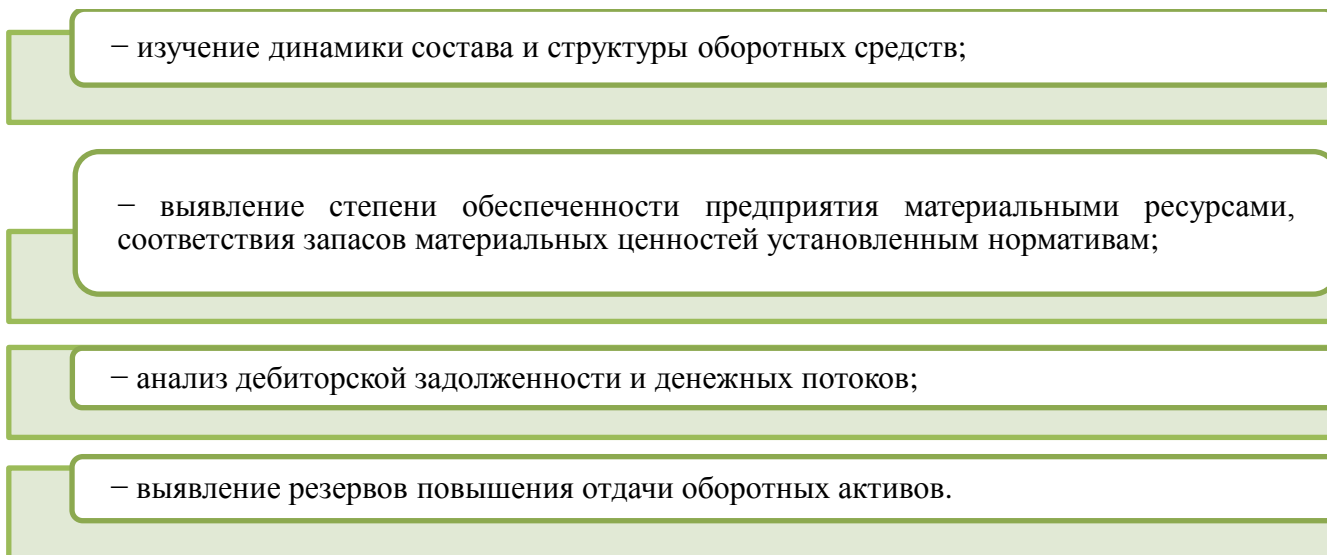 − изучение динамики состава и структуры оборотных средств;
− выявление степени обеспеченности предприятия материальными ресурсами,
соответствия запасов материальных ценностей установленным нормативам;
− анализ дебиторской задолженности и денежных потоков;
− выявление резервов повышения отдачи оборотных активов.